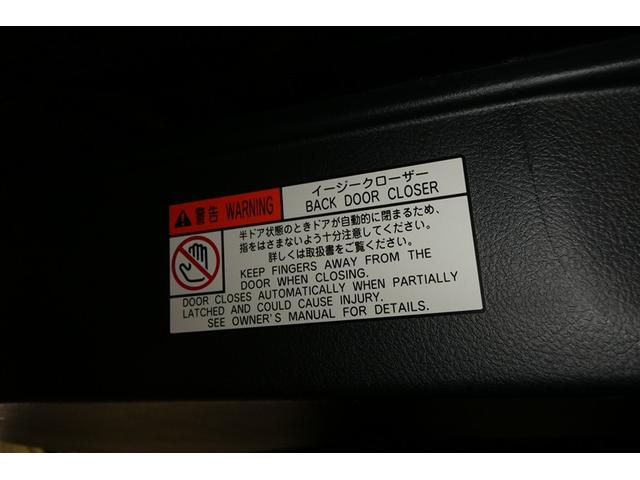 警告 WARNING
イージークローザー
BACK DOOR CLOSER
半ドア状態のときドアが自動的に閉まるため、
指をはさまないよう十分注意してください。
詳しくは取扱書をご覧ください。
KEEP FINGERS AWAY FROM THE
DOOR WHEN CLOSING.
DOOR CLOSES AUTOMATICALLY WHEN PARTIALLY
LATCHED AND COULD CAUSE INJURY.
SEE OWNER'S MANUAL FOR DETAILS.